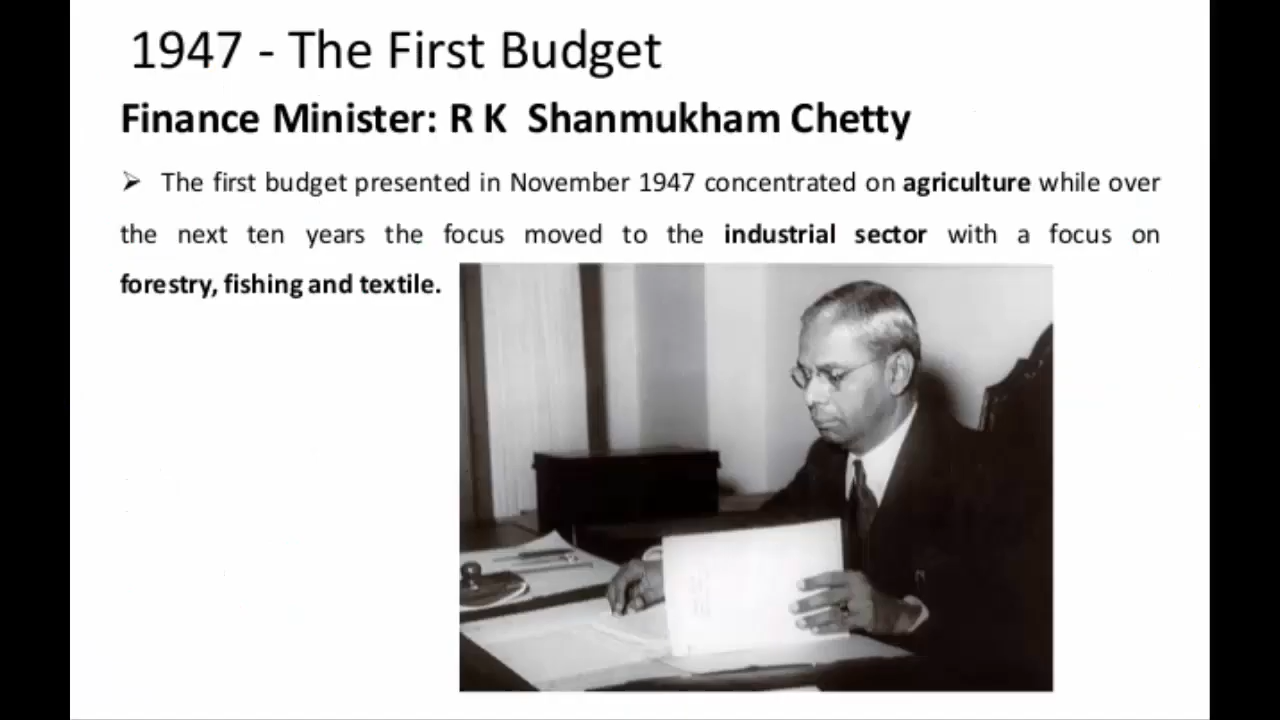 1947 - The First Budget
Finance Minister: R K Shanmukham Chetty
➢ The first budget presented in November 1947 concentrated on agriculture while over
the next ten years the focus moved to the industrial sector with a focus on
forestry, fishing and textile.